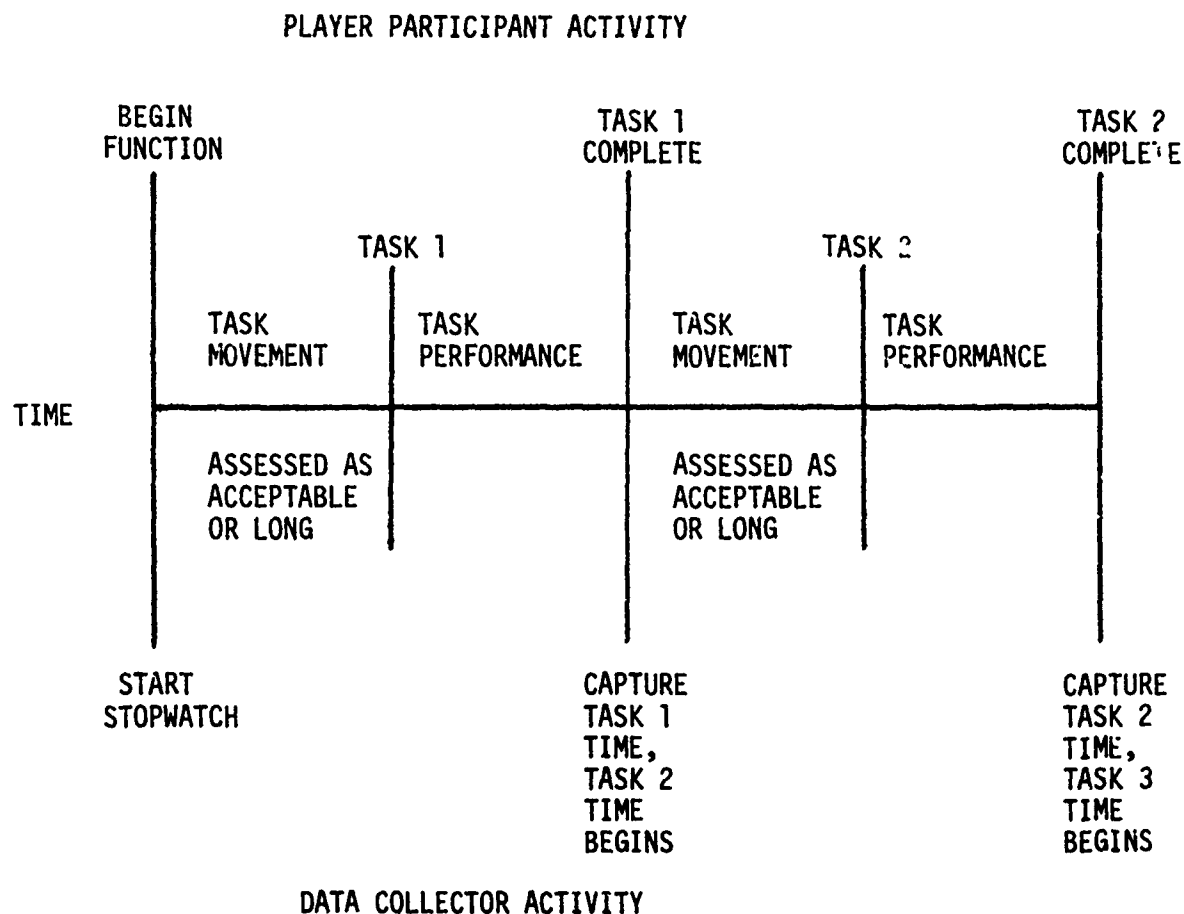 PLAYER PARTICIPANT ACTIVITY
BEGIN
FUNCTION
TASK 1
COMPLETE
TASK 2
COMPLETE
TASK 1
TASK 2
TASK
MOVEMENT
TASK
PERFORMANCE
TASK
MOVEMENT
TASK
PERFORMANCE
TIME
ASSESSED AS
ACCEPTABLE
OR LONG
ASSESSED AS
ACCEPTABLE
OR LONG
START
STOPWATCH
CAPTURE
TASK 1
TIME,
TASK 2
TIME
BEGINS
CAPTURE
TASK 2
TIME,
TASK 3
TIME
BEGINS
DATA COLLECTOR ACTIVITY